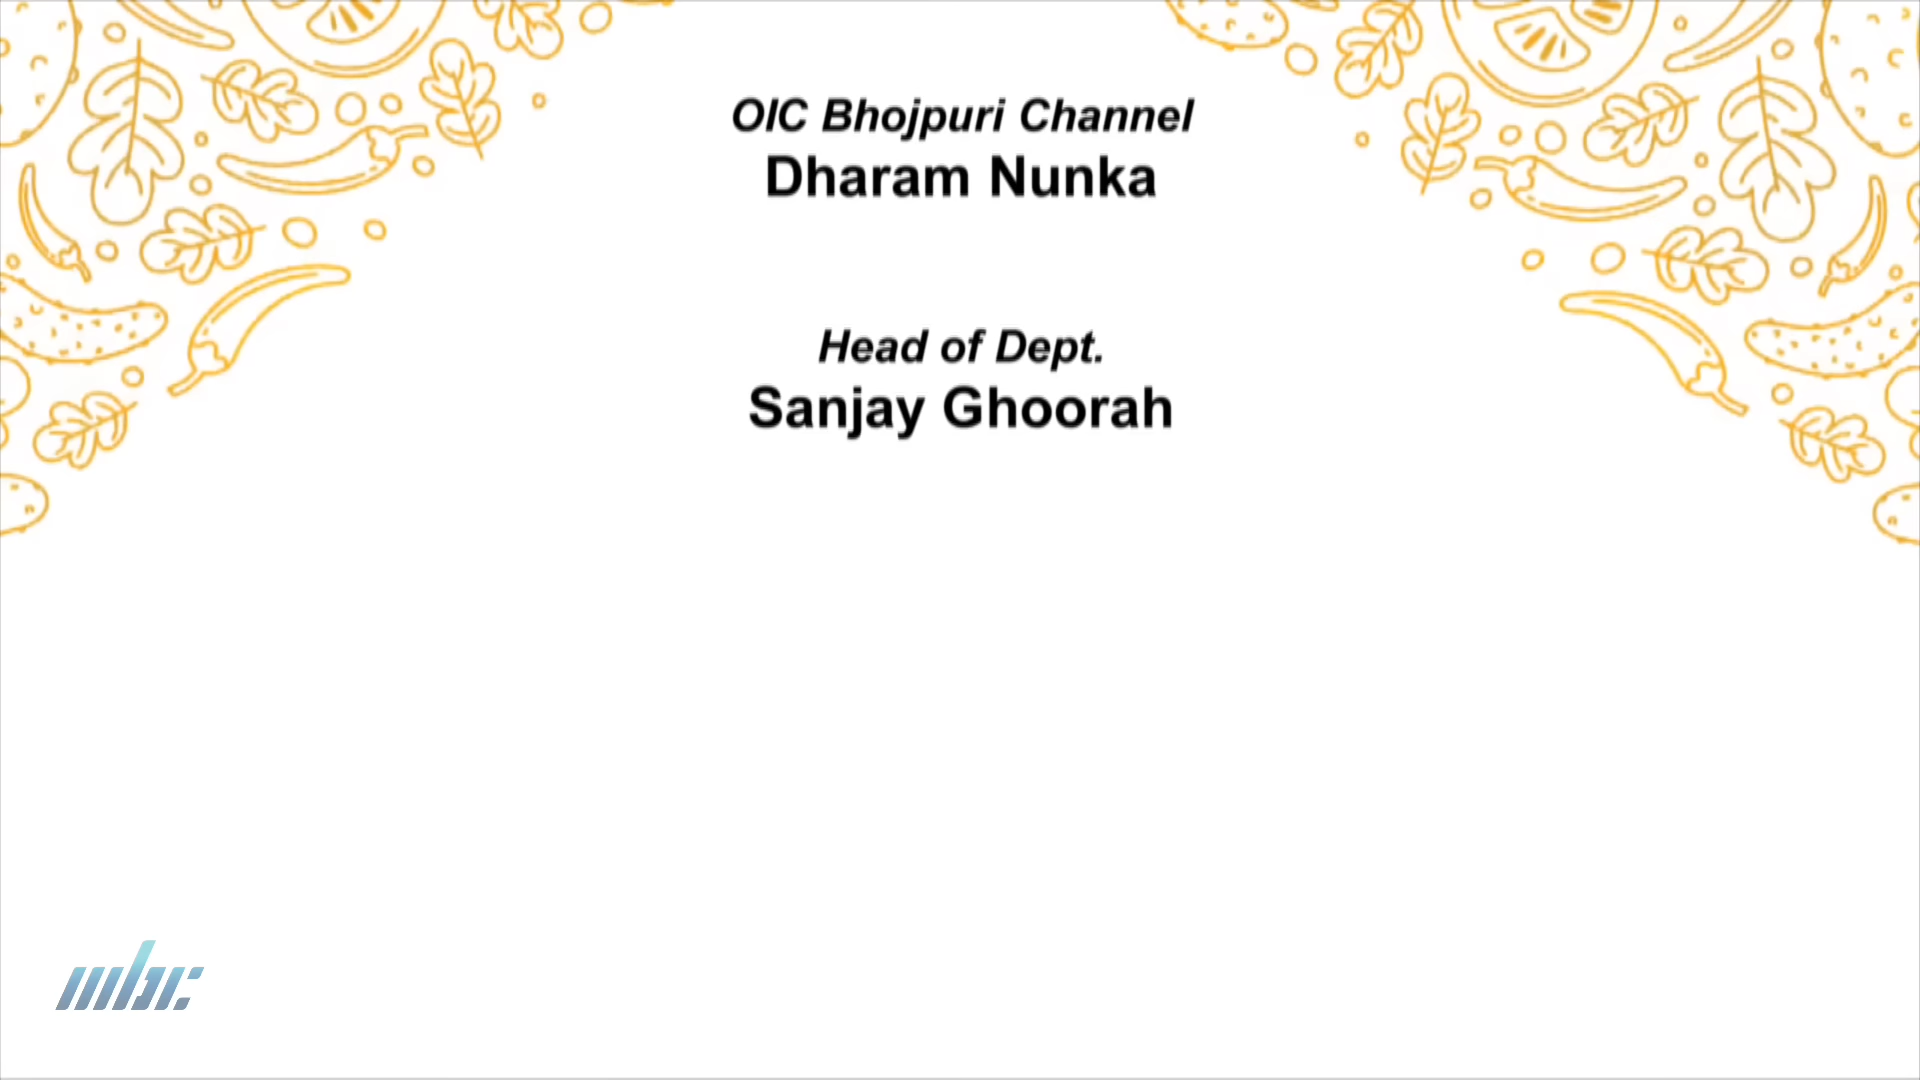 OIC Bhojpuri Channel
Dharam Nunka
Head of Dept.
Sanjay Ghoorah
mbc